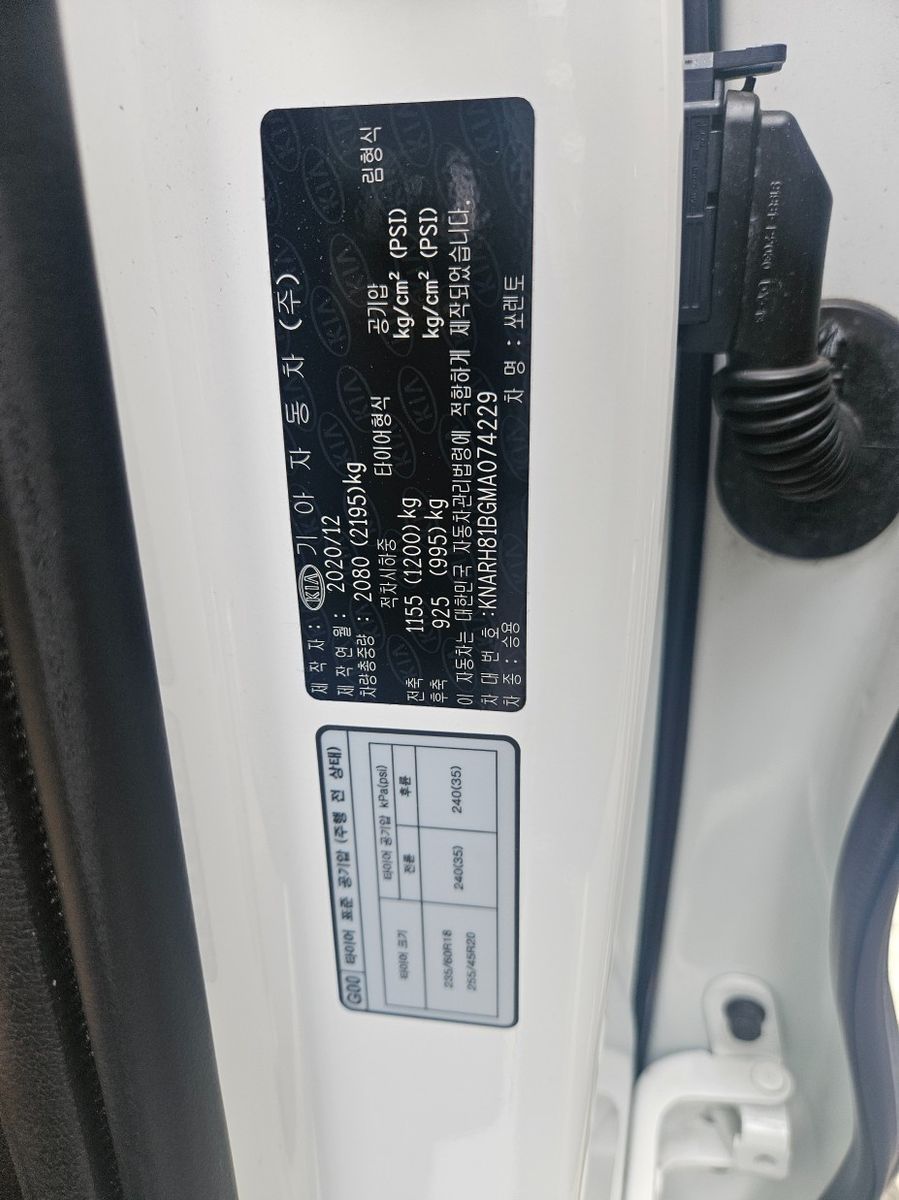 제 작 자 : KIA 기 아 자 동 차 (주)
제 작 연 월 : 2020/12
차량총중량 : 2080 (2195)kg
적차시하중 타이어형식 공기압 림형식
전축 1155 (1200) kg kg/cm² (PSI)
후축 925 (995) kg kg/cm² (PSI)
이 자동차는 대한민국 자동차관리법령에 적합하게 제작되었습니다.
차 대 번 호 : KNARH81BGMA074229
차 종 : 승용 차 명 : 쏘렌토
G00 타이어 표준 공기압 (주행 전 상태)
타이어 크기 타이어 공기압 kPa(psi)
전륜 후륜
235/60R18 240(35) 240(35)
255/45R20